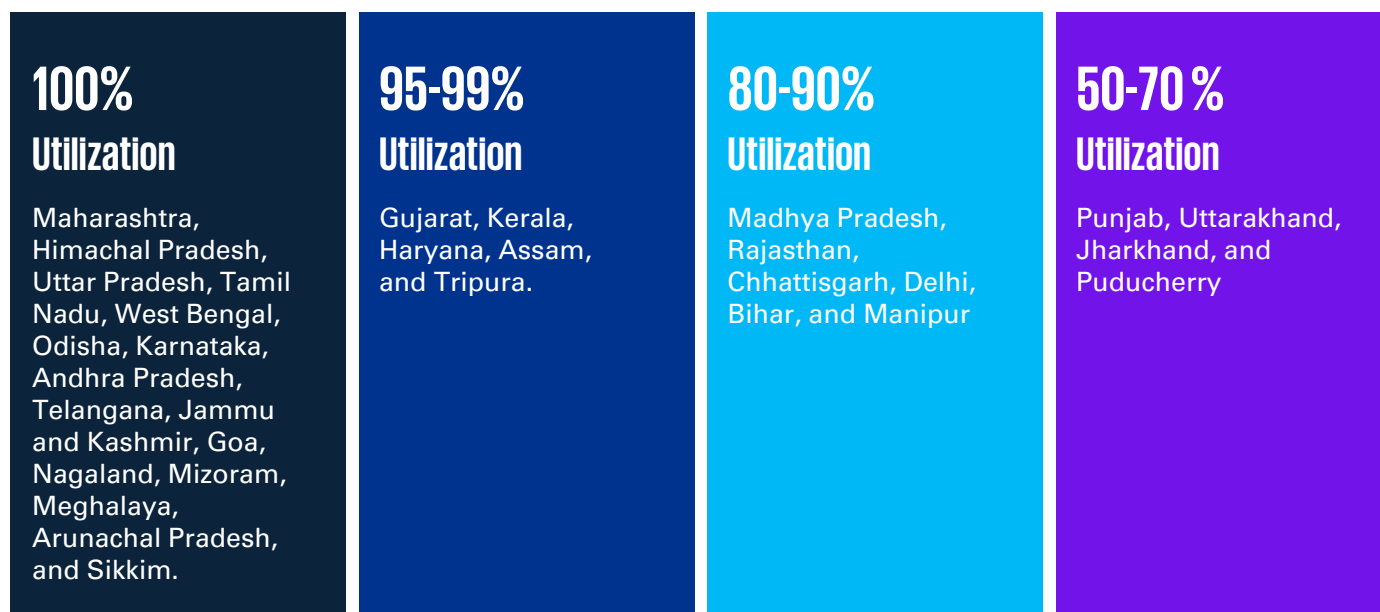 100%
Utilization
Maharashtra,
Himachal Pradesh,
Uttar Pradesh, Tamil
Nadu, West Bengal,
Odisha, Karnataka,
Andhra Pradesh,
Telangana, Jammu
and Kashmir, Goa,
Nagaland, Mizoram,
Meghalaya,
Arunachal Pradesh,
and Sikkim.
95-99%
Utilization
Gujarat, Kerala,
Haryana, Assam,
and Tripura.
80-90%
Utilization
Madhya Pradesh,
Rajasthan,
Chhattisgarh, Delhi,
Bihar, and Manipur
50-70 %
Utilization
Punjab, Uttarakhand,
Jharkhand, and
Puducherry